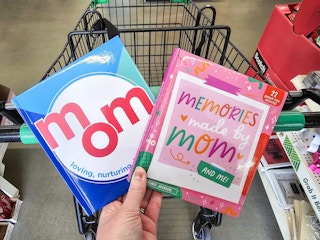 mom
loving, nurturing
MEMORIES
made by
MOM
AND ME!